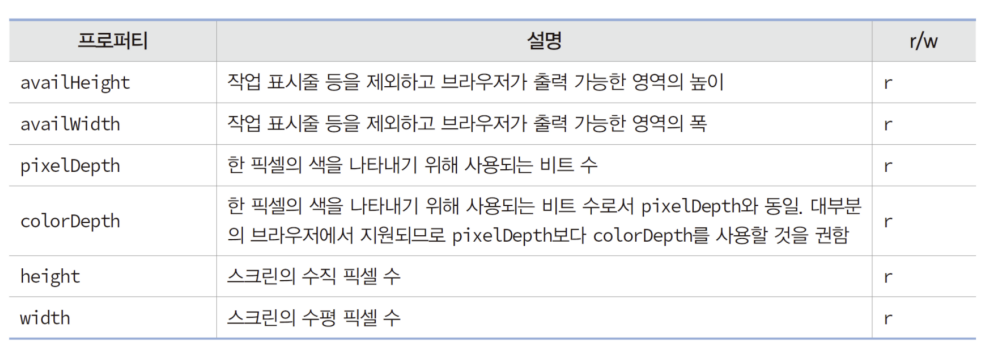 프로퍼티 설명 r/w
availHeight 작업 표시줄 등을 제외하고 브라우저가 출력 가능한 영역의 높이 r
availWidth 작업 표시줄 등을 제외하고 브라우저가 출력 가능한 영역의 폭 r
pixelDepth 한 픽셀의 색을 나타내기 위해 사용되는 비트 수 r
colorDepth 한 픽셀의 색을 나타내기 위해 사용되는 비트 수로서 pixelDepth와 동일. 대부분
의 브라우저에서 지원되므로 pixelDepth보다 colorDepth를 사용할 것을 권함 r
height 스크린의 수직 픽셀 수 r
width 스크린의 수평 픽셀 수 r